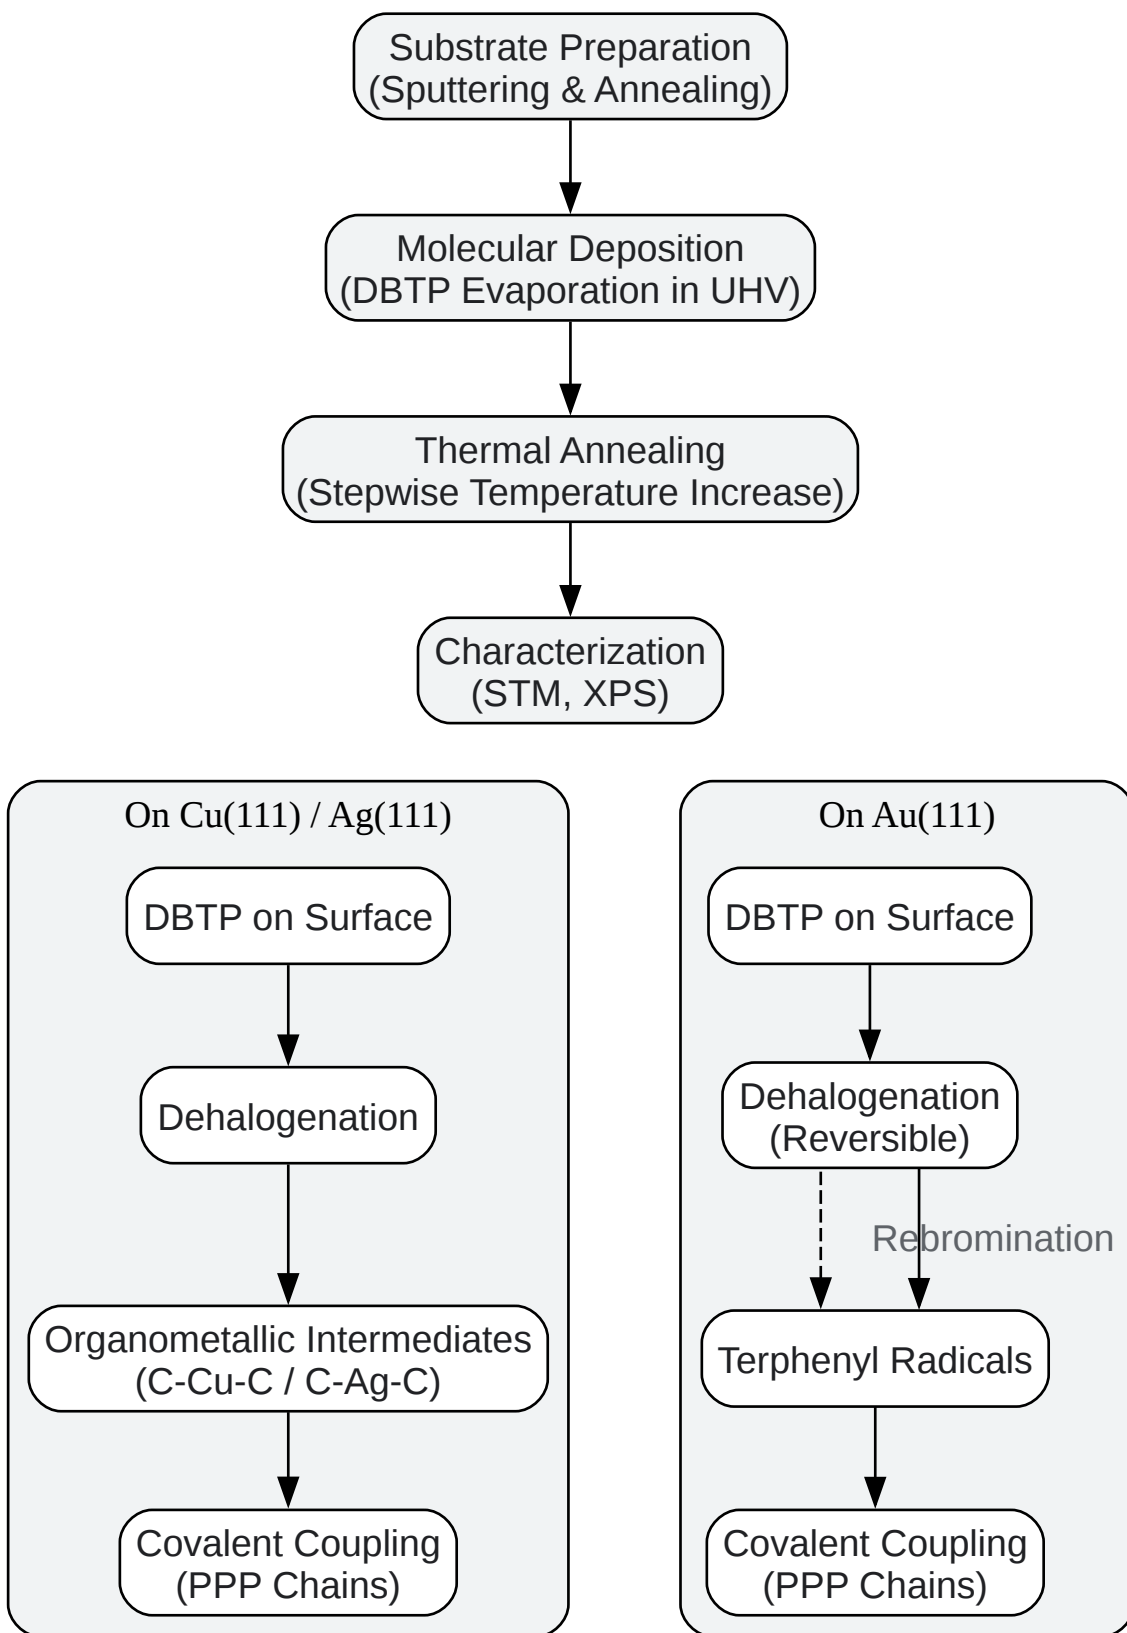 Substrate Preparation
(Sputtering & Annealing)
Molecular Deposition
(DBTP Evaporation in UHV)
Thermal Annealing
(Stepwise Temperature Increase)
Characterization
(STM, XPS)
On Cu(111) / Ag(111)
DBTP on Surface
Dehalogenation
Organometallic Intermediates
(C-Cu-C / C-Ag-C)
Covalent Coupling
(PPP Chains)
On Au(111)
DBTP on Surface
Dehalogenation
(Reversible)
Rebromination
Terphenyl Radicals
Covalent Coupling
(PPP Chains)